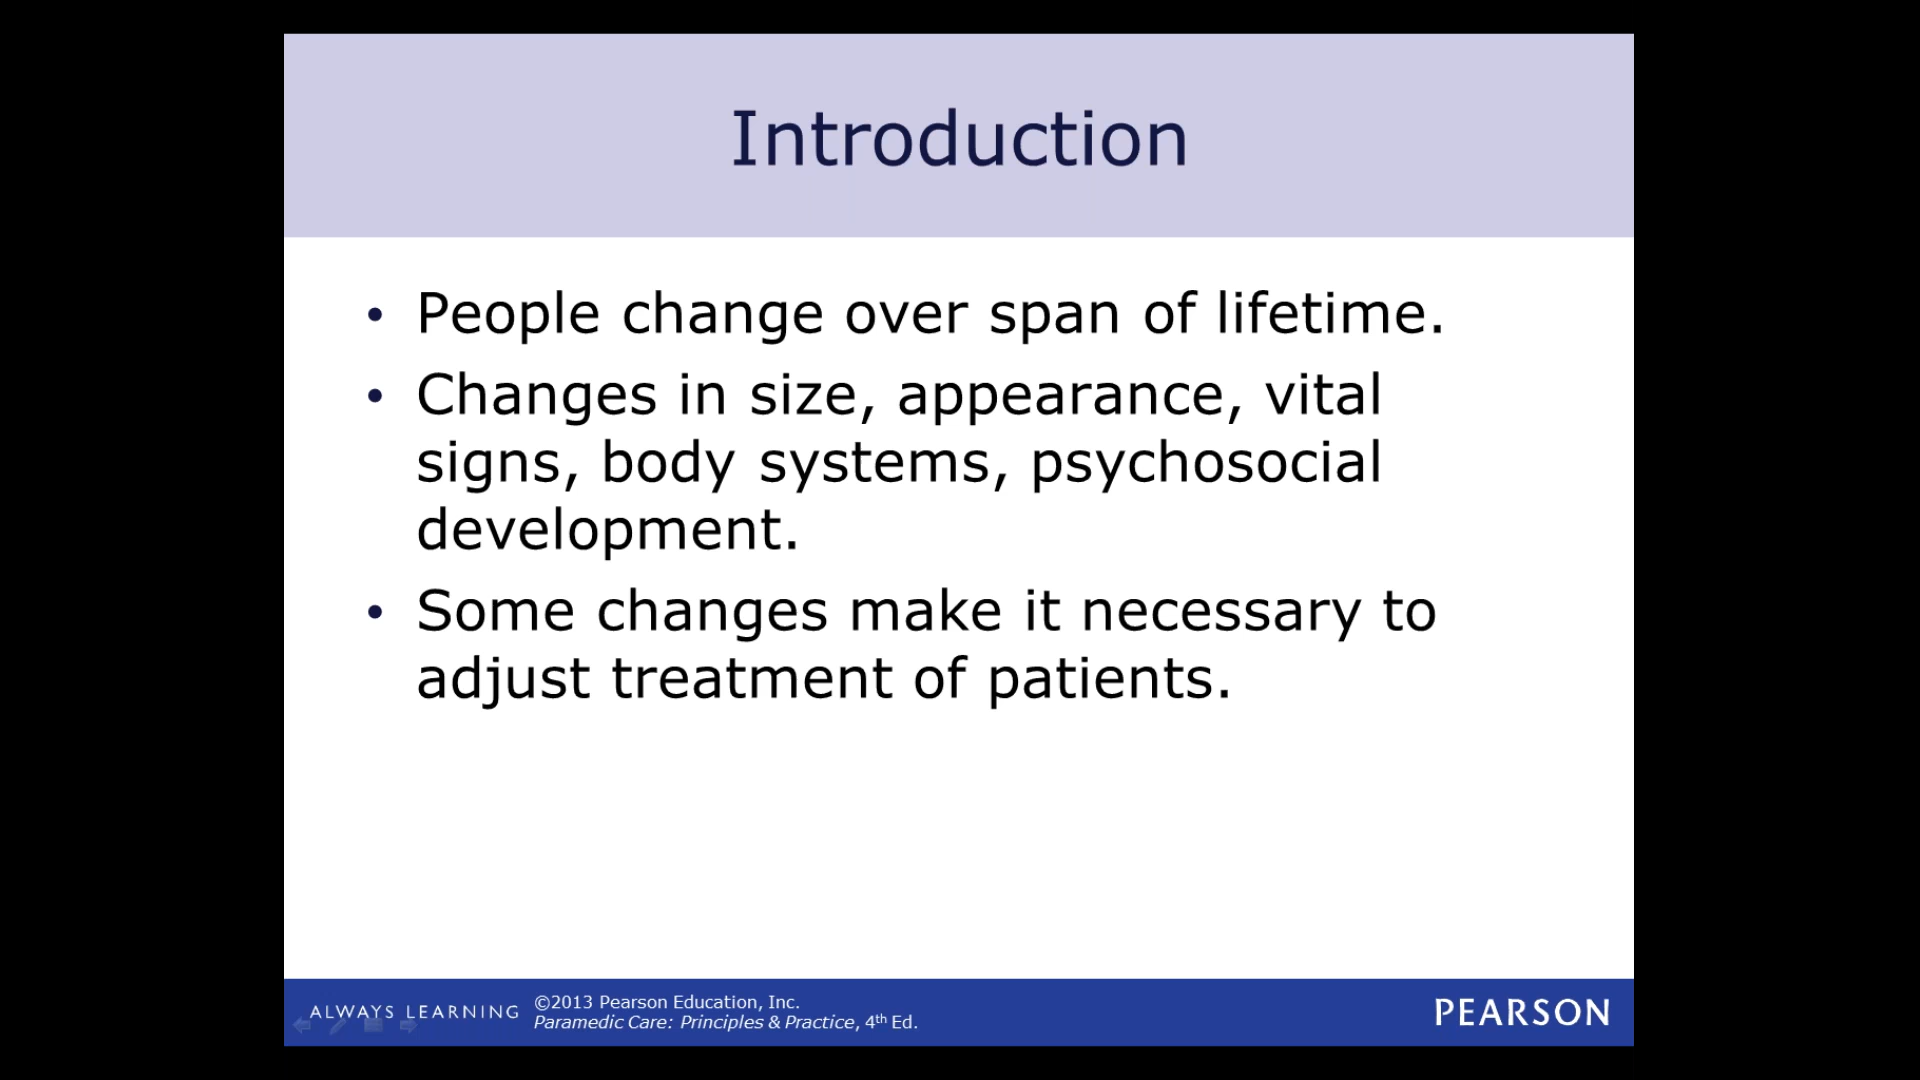 Introduction
• People change over span of lifetime.
• Changes in size, appearance, vital
signs, body systems, psychosocial
development.
• Some changes make it necessary to
adjust treatment of patients.
ALWAYS LEARNING
©2013 Pearson Education, Inc.
Paramedic Care: Principles & Practice, 4th Ed.
PEARSON